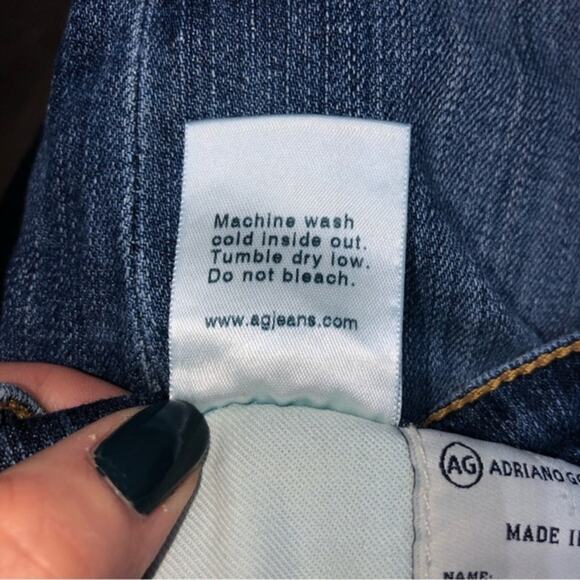 Machine wash
cold inside out.
Tumble dry low.
Do not bleach.
www.agjeans.com
AG ADRIANO
MADE
NAME: